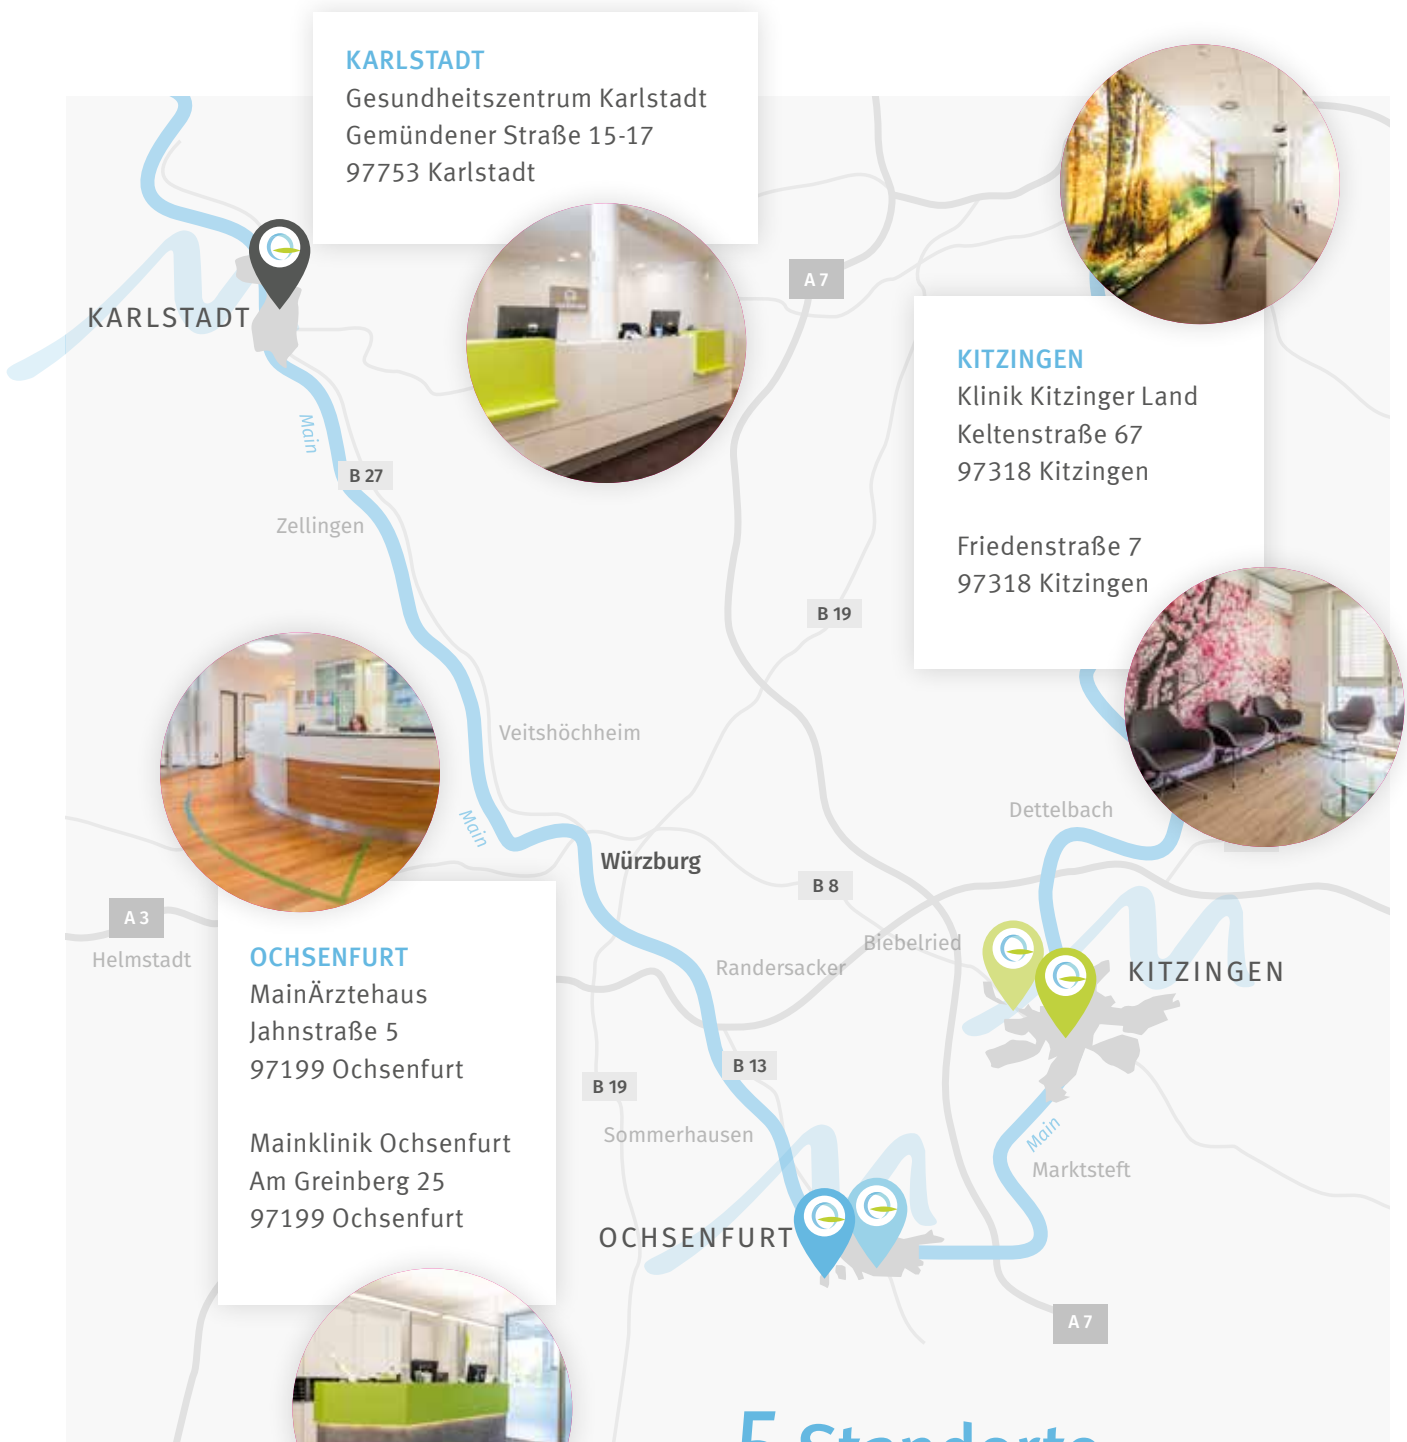 KARLSTADT
Gesundheitszentrum Karlstadt
Gemündener Straße 15-17
97753 Karlstadt
A 7
KARLSTADT
KITZINGEN
Klinik Kitzinger Land
Keltenstraße 67
97318 Kitzingen
Friedenstraße 7
97318 Kitzingen
Main
B 27
Zellingen
B 19
Veitshöchheim
Main
Dettelbach
Würzburg
B 8
A 3
Helmstadt
Biebelried
Randersacker
KITZINGEN
OCHSENFURT
MainÄrztehaus
Jahnstraße 5
97199 Ochsenfurt
Mainklinik Ochsenfurt
Am Greinberg 25
97199 Ochsenfurt
B 13
B 19
Sommerhausen
Main
Marktsteft
OCHSENFURT
A 7
5 Standorte